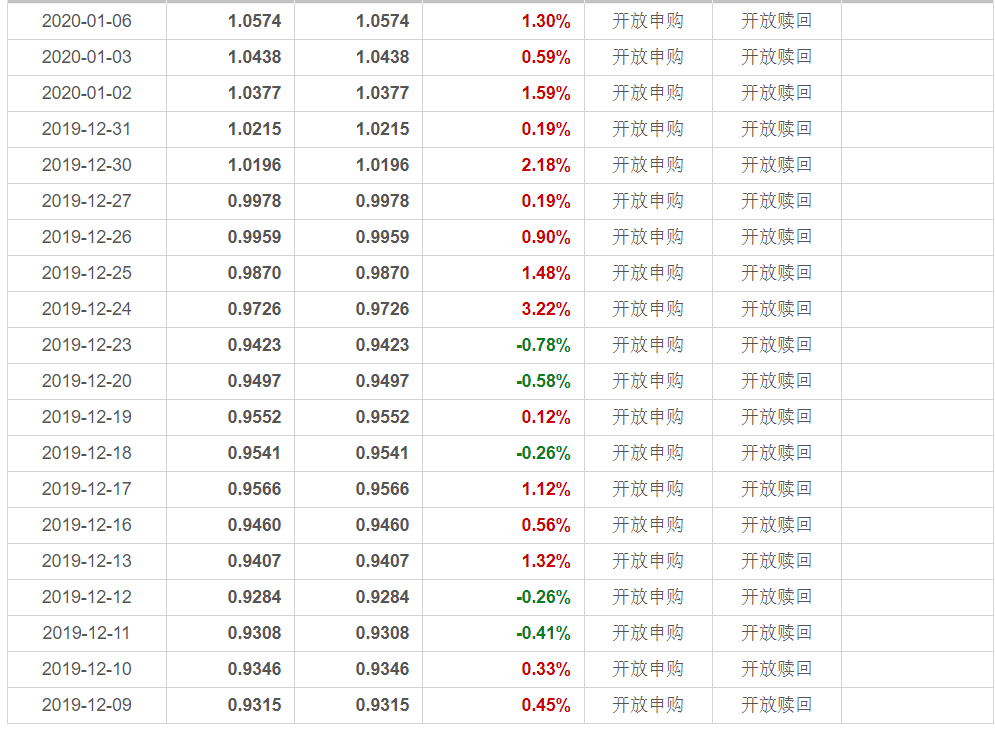 2020-01-06 1.0574 1.0574 1.30% 开放申购 开放赎回
2020-01-03 1.0438 1.0438 0.59% 开放申购 开放赎回
2020-01-02 1.0377 1.0377 1.59% 开放申购 开放赎回
2019-12-31 1.0215 1.0215 0.19% 开放申购 开放赎回
2019-12-30 1.0196 1.0196 2.18% 开放申购 开放赎回
2019-12-27 0.9978 0.9978 0.19% 开放申购 开放赎回
2019-12-26 0.9959 0.9959 0.90% 开放申购 开放赎回
2019-12-25 0.9870 0.9870 1.48% 开放申购 开放赎回
2019-12-24 0.9726 0.9726 3.22% 开放申购 开放赎回
2019-12-23 0.9423 0.9423 -0.78% 开放申购 开放赎回
2019-12-20 0.9497 0.9497 -0.58% 开放申购 开放赎回
2019-12-19 0.9552 0.9552 0.12% 开放申购 开放赎回
2019-12-18 0.9541 0.9541 -0.26% 开放申购 开放赎回
2019-12-17 0.9566 0.9566 1.12% 开放申购 开放赎回
2019-12-16 0.9460 0.9460 0.56% 开放申购 开放赎回
2019-12-13 0.9407 0.9407 1.32% 开放申购 开放赎回
2019-12-12 0.9284 0.9284 -0.26% 开放申购 开放赎回
2019-12-11 0.9308 0.9308 -0.41% 开放申购 开放赎回
2019-12-10 0.9346 0.9346 0.33% 开放申购 开放赎回
2019-12-09 0.9315 0.9315 0.45% 开放申购 开放赎回